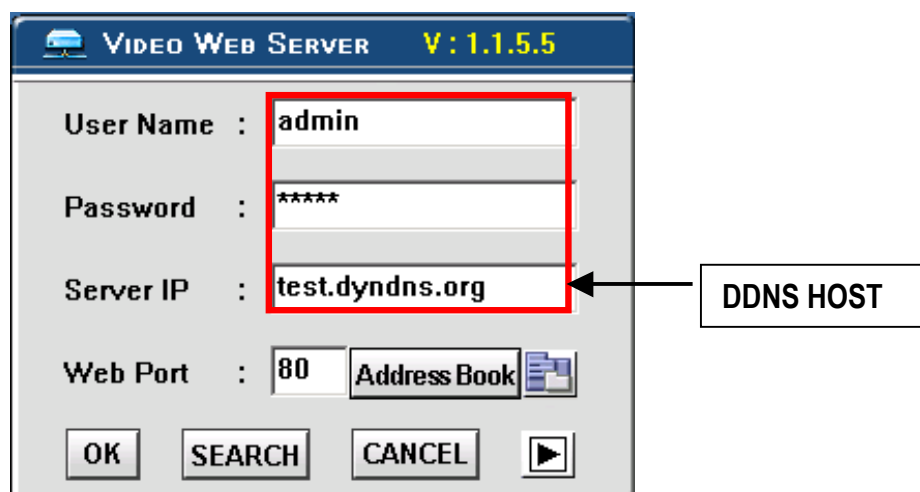 VIDEO WEB SERVER V : 1.1.5.5
User Name : admin
Password : *****
Server IP : test.dyndns.org
DDNS HOST
Web Port : 80 Address Book
OK SEARCH CANCEL